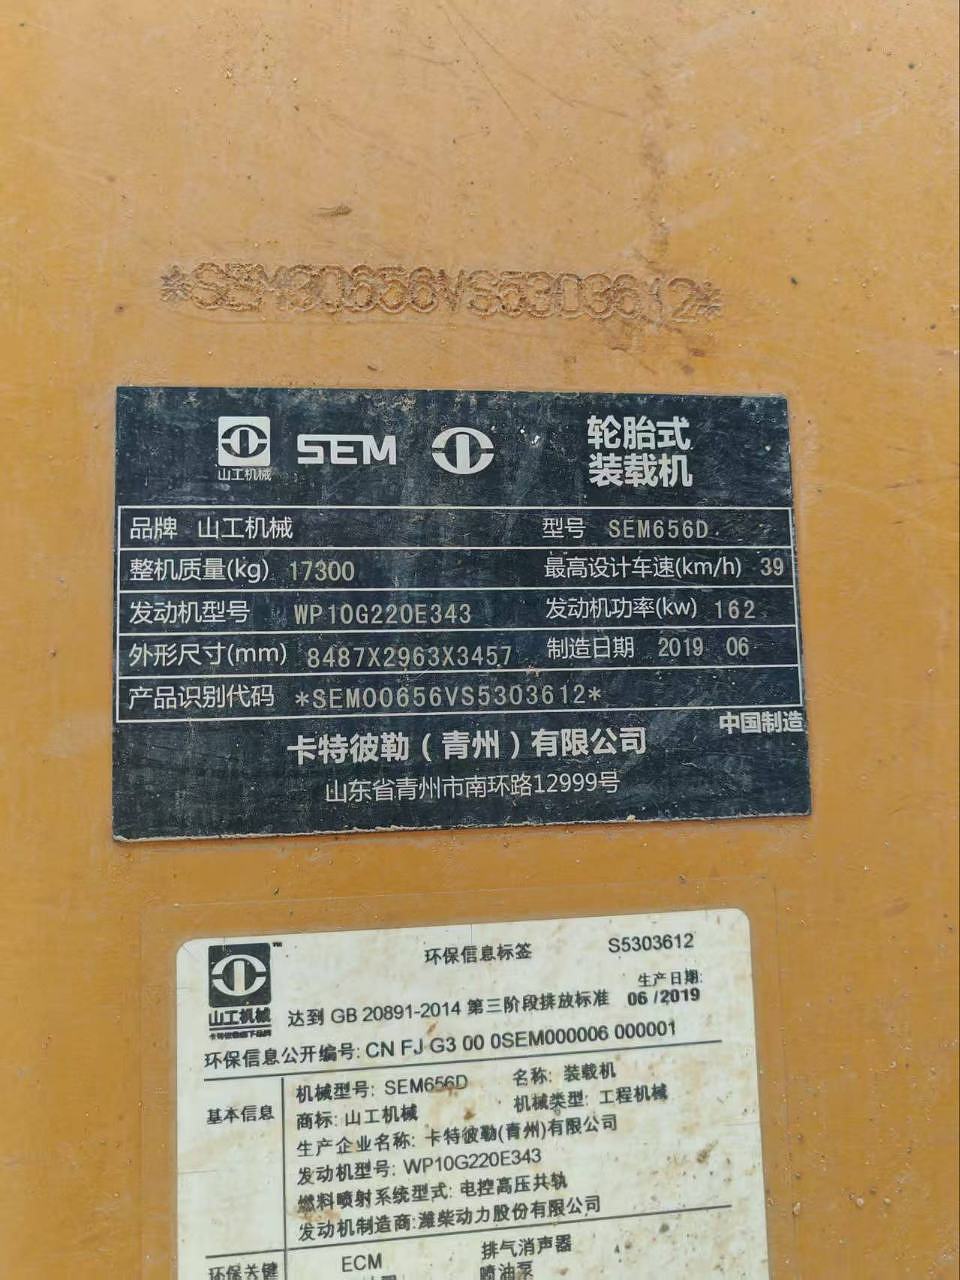 *SEM00656VS5303612*
山工机械
SEM
轮胎式
装载机
品牌 山工机械 型号 SEM656D
整机质量(kg) 17300 最高设计车速(km/h) 39
发动机型号 WP10G220E343 发动机功率(kw) 162
外形尺寸(mm) 8487X2963X3457 制造日期 2019 06
产品识别代码 *SEM00656VS5303612*
中国制造
卡特彼勒（青州）有限公司
山东省青州市南环路12999号
环保信息标签 S5303612
山工机械
生产日期:
达到 GB 20891-2014 第三阶段排放标准 06 /2019
环保信息公开编号: CN FJ G3 00 0SEM000006 000001
基本信息
机械型号: SEM656D 名称: 装载机
商标: 山工机械 机械类型: 工程机械
生产企业名称: 卡特彼勒(青州)有限公司
发动机型号: WP10G220E343
燃料喷射系统型式: 电控高压共轨
发动机制造商:潍柴动力股份有限公司
环保关键
ECM 排气消声器
喷油泵